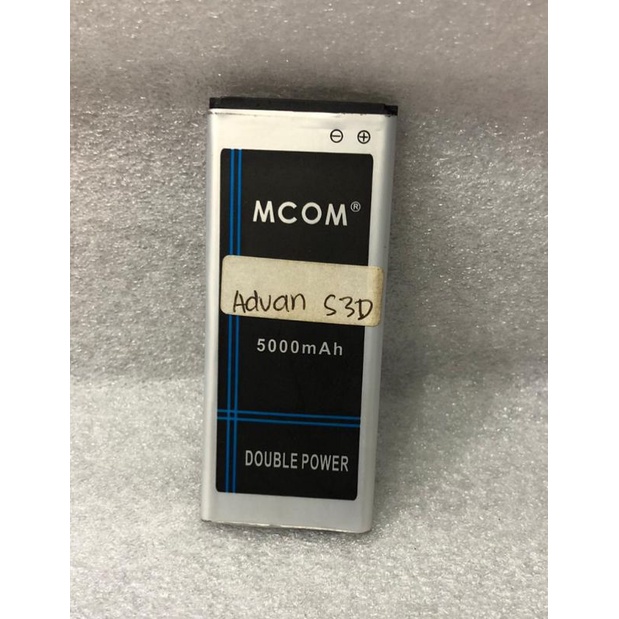 ⊖ ⊕
MCOM®
Advan S3D
5000mAh
DOUBLE POWER